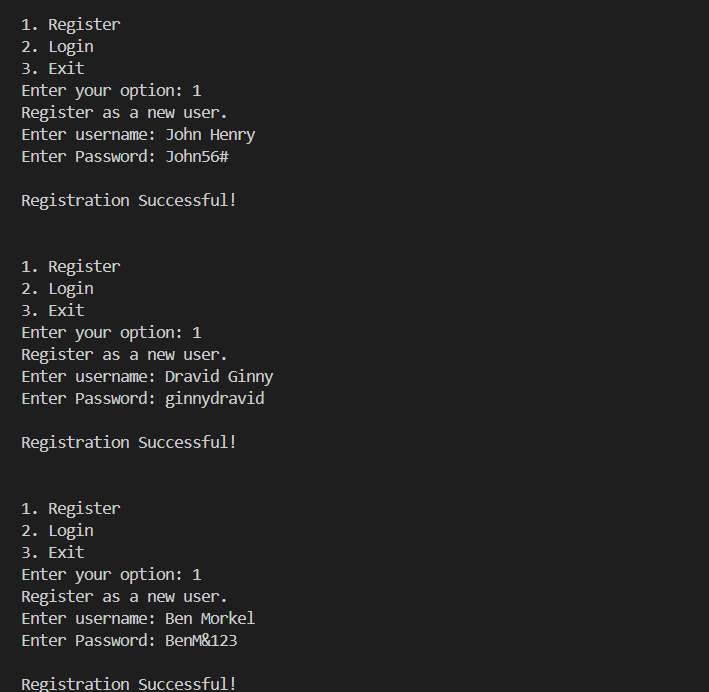 1. Register
2. Login
3. Exit
Enter your option: 1
Register as a new user.
Enter username: John Henry
Enter Password: John56#
Registration Successful!
1. Register
2. Login
3. Exit
Enter your option: 1
Register as a new user.
Enter username: Dravid Ginny
Enter Password: ginnydravid
Registration Successful!
1. Register
2. Login
3. Exit
Enter your option: 1
Register as a new user.
Enter username: Ben Morkel
Enter Password: BenM&123
Registration Successful!